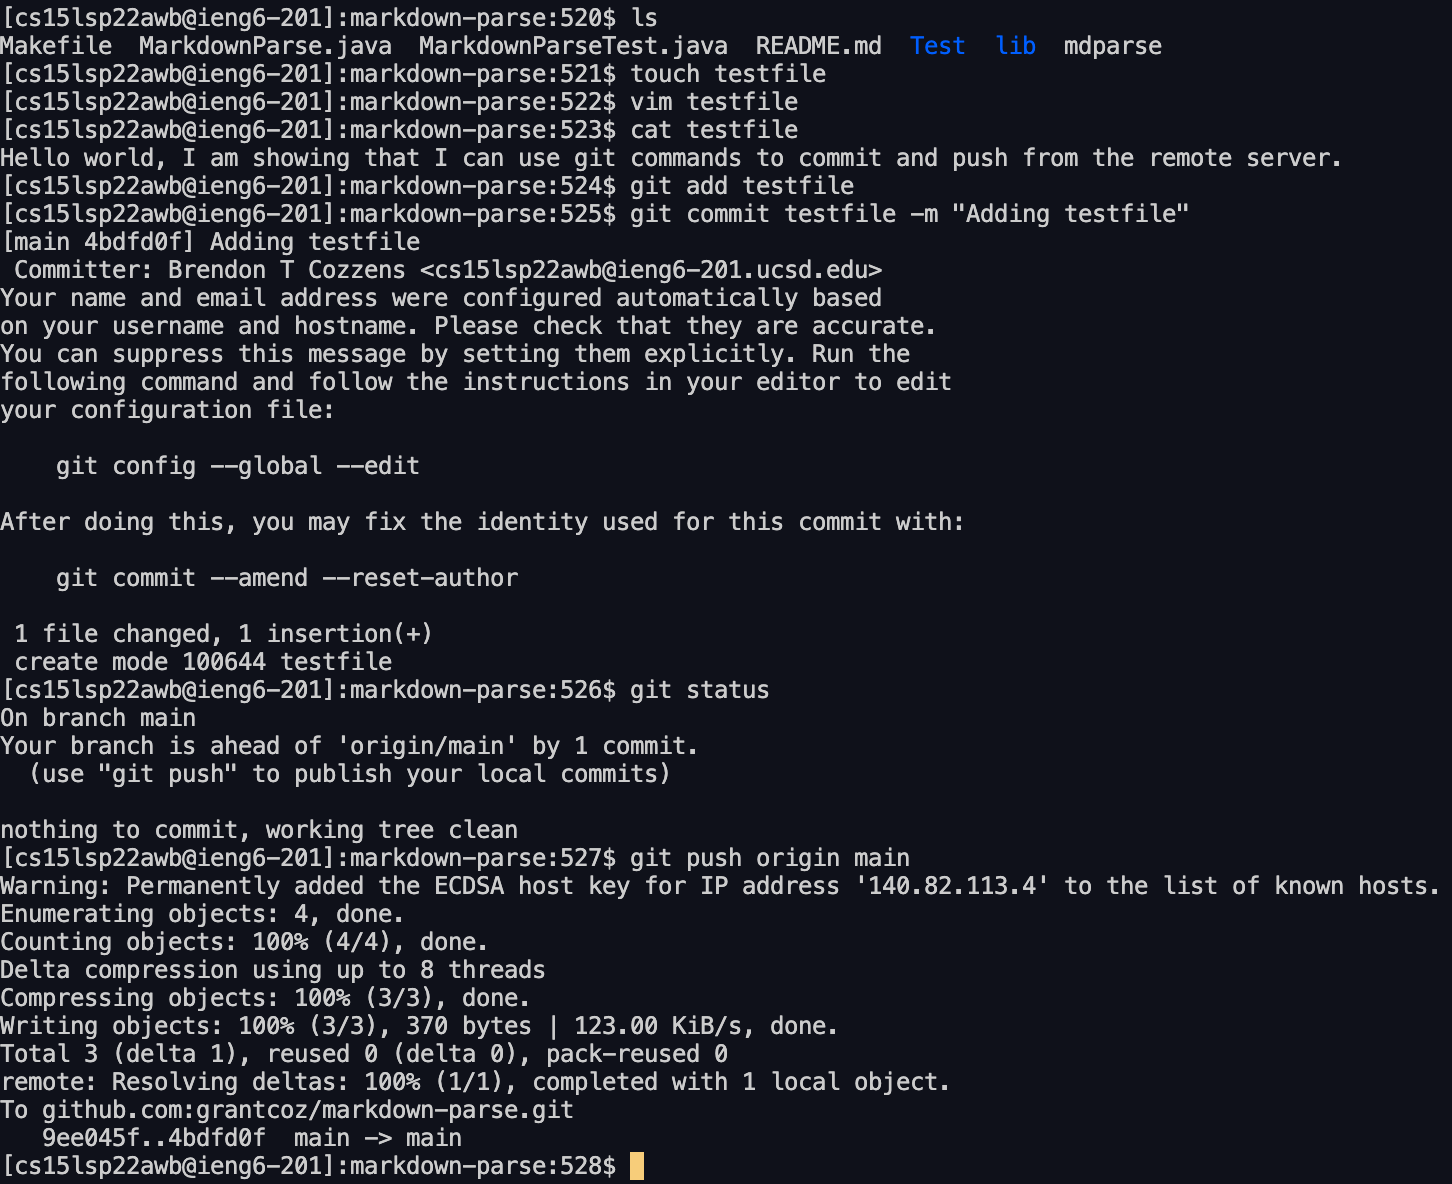 [cs15lsp22awb@ieng6-201]:markdown-parse:520$ ls
Makefile  MarkdownParse.java  MarkdownParseTest.java  README.md  Test  lib  mdparse
[cs15lsp22awb@ieng6-201]:markdown-parse:521$ touch testfile
[cs15lsp22awb@ieng6-201]:markdown-parse:522$ vim testfile
[cs15lsp22awb@ieng6-201]:markdown-parse:523$ cat testfile
Hello world, I am showing that I can use git commands to commit and push from the remote server.
[cs15lsp22awb@ieng6-201]:markdown-parse:524$ git add testfile
[cs15lsp22awb@ieng6-201]:markdown-parse:525$ git commit testfile -m "Adding testfile"
[main 4bdfd0f] Adding testfile
 Committer: Brendon T Cozzens <cs15lsp22awb@ieng6-201.ucsd.edu>
Your name and email address were configured automatically based
on your username and hostname. Please check that they are accurate.
You can suppress this message by setting them explicitly. Run the
following command and follow the instructions in your editor to edit
your configuration file:

    git config --global --edit

After doing this, you may fix the identity used for this commit with:

    git commit --amend --reset-author

 1 file changed, 1 insertion(+)
 create mode 100644 testfile
[cs15lsp22awb@ieng6-201]:markdown-parse:526$ git status
On branch main
Your branch is ahead of 'origin/main' by 1 commit.
  (use "git push" to publish your local commits)

nothing to commit, working tree clean
[cs15lsp22awb@ieng6-201]:markdown-parse:527$ git push origin main
Warning: Permanently added the ECDSA host key for IP address '140.82.113.4' to the list of known hosts.
Enumerating objects: 4, done.
Counting objects: 100% (4/4), done.
Delta compression using up to 8 threads
Compressing objects: 100% (3/3), done.
Writing objects: 100% (3/3), 370 bytes | 123.00 KiB/s, done.
Total 3 (delta 1), reused 0 (delta 0), pack-reused 0
remote: Resolving deltas: 100% (1/1), completed with 1 local object.
To github.com:grantcoz/markdown-parse.git
   9ee045f..4bdfd0f  main -> main
[cs15lsp22awb@ieng6-201]:markdown-parse:528$